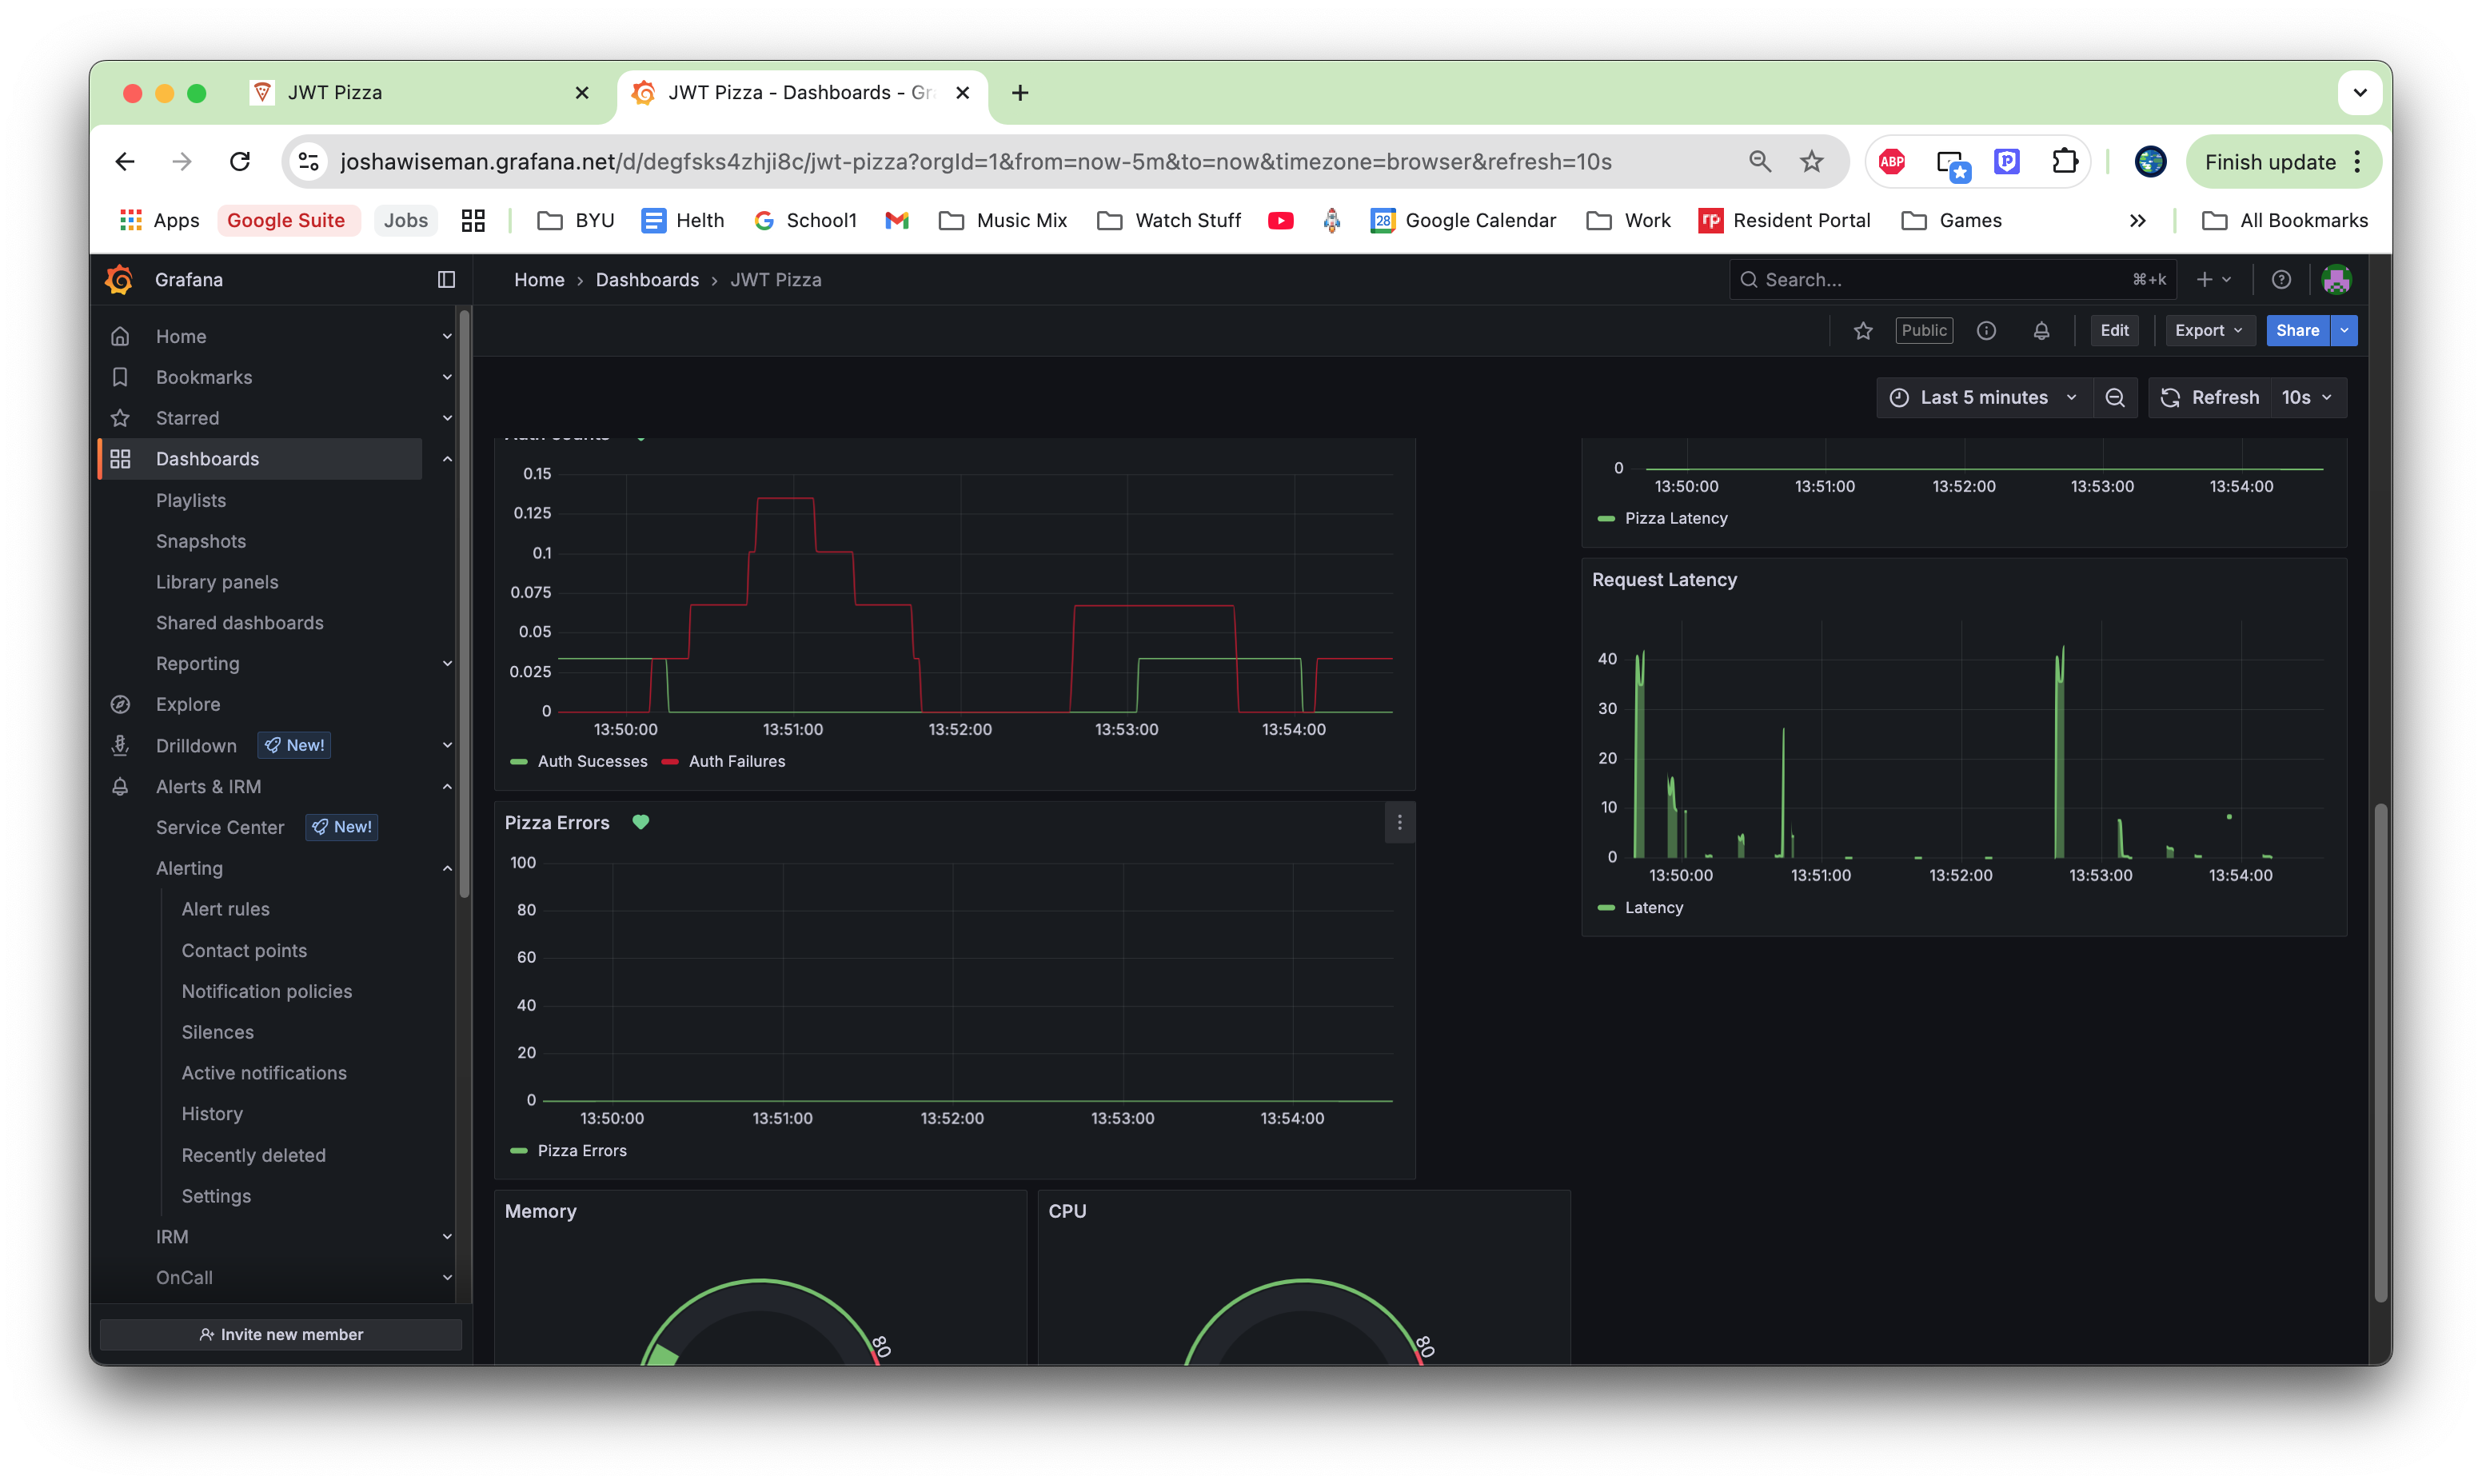 JWT Pizza
JWT Pizza - Dashboards - Gr
joshawiseman.grafana.net/d/degfsks4zhji8c/jwt-pizza?orgId=1&from=now-5m&to=now&timezone=browser&refresh=10s
ABP
Finish update
Apps Google Suite Jobs BYU Helth School1 Music Mix Watch Stuff 28 Google Calendar Work rp Resident Portal Games All Bookmarks
Grafana
Home › Dashboards › JWT Pizza
Search... ⌘+k
Public Edit Export Share
Last 5 minutes Refresh 10s
Home
Bookmarks
Starred
Dashboards
Playlists
Snapshots
Library panels
Shared dashboards
Reporting
Explore
Drilldown New!
Alerts & IRM
Service Center New!
Alerting
Alert rules
Contact points
Notification policies
Silences
Active notifications
History
Recently deleted
Settings
IRM
OnCall
Invite new member
0.15
0.125
0.1
0.075
0.05
0.025
0
13:50:00 13:51:00 13:52:00 13:53:00 13:54:00
Auth Sucesses Auth Failures
Pizza Errors
100
80
60
40
20
0
13:50:00 13:51:00 13:52:00 13:53:00 13:54:00
Pizza Errors
Memory
80
CPU
80
0
13:50:00 13:51:00 13:52:00 13:53:00 13:54:00
Pizza Latency
Request Latency
40
30
20
10
0
13:50:00 13:51:00 13:52:00 13:53:00 13:54:00
Latency